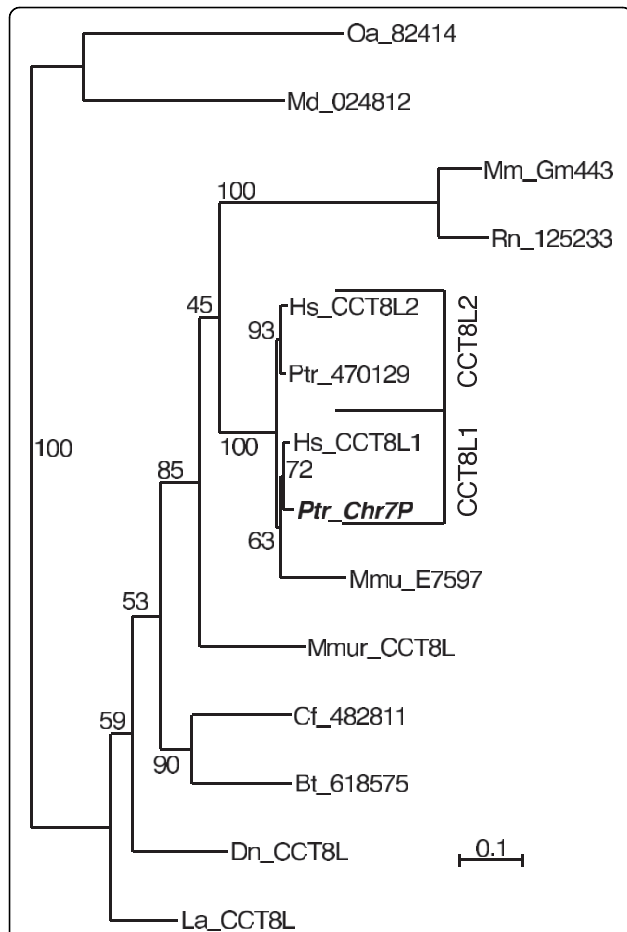 Oa_82414
Md_024812
Mm_Gm443
100
Rn_125233
45
Hs_CCT8L2
93
Ptr_470129
CCT8L2
Hs_CCT8L1
100
100
72
85
Ptr_Chr7P
CCT8L1
63
Mmu_E7597
53
Mmur_CCT8L
Cf_482811
59
90
Bt_618575
Dn_CCT8L
0.1
La_CCT8L